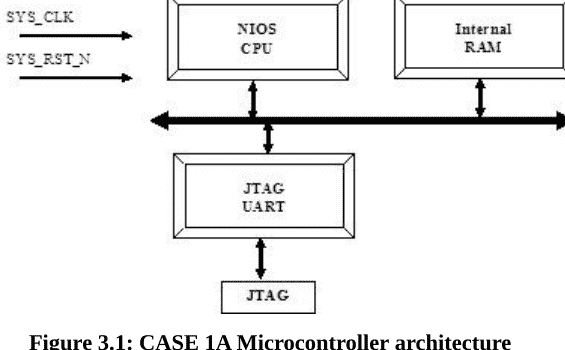 SYS_CLK
SYS_RST_N
NIOS
CPU
Internal
RAM
JTAG
UART
JTAG
Figure 3.1: CASE 1A Microcontroller architecture